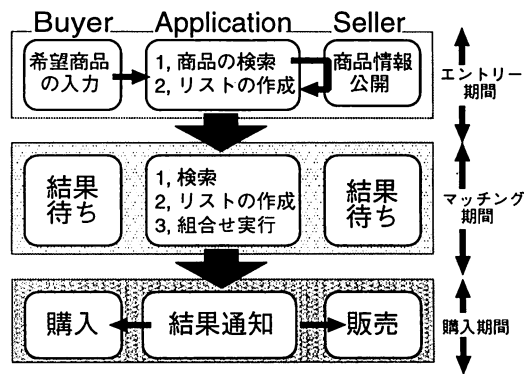 Buyer Application Seller
希望商品
の入力
1, 商品の検索
2, リストの作成
商品情報
公開
エントリー
期間
結果
待ち
1, 検索
2, リストの作成
3, 組合せ実行
結果
待ち
マッチング
期間
購入
結果通知
販売
購入期間